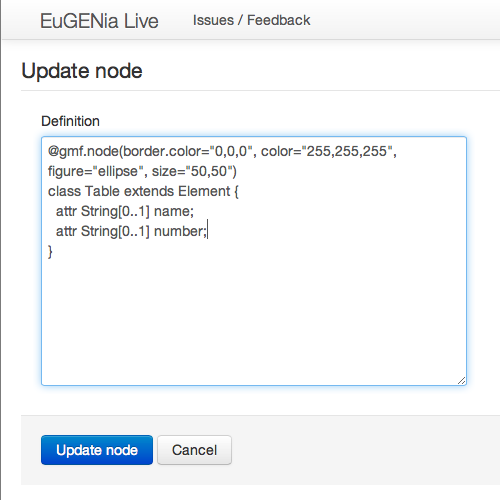 EuGENia Live Issues / Feedback
Update node
Definition
@gmf.node(border.color="0,0,0", color="255,255,255",
figure="ellipse", size="50,50")
class Table extends Element {
  attr String[0..1] name;
  attr String[0..1] number;
}
Update node Cancel